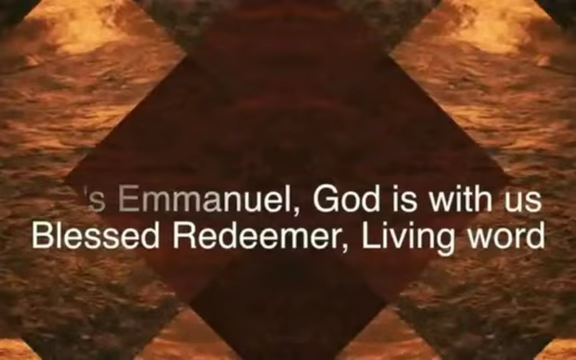 's Emmanuel, God is with us
Blessed Redeemer, Living word